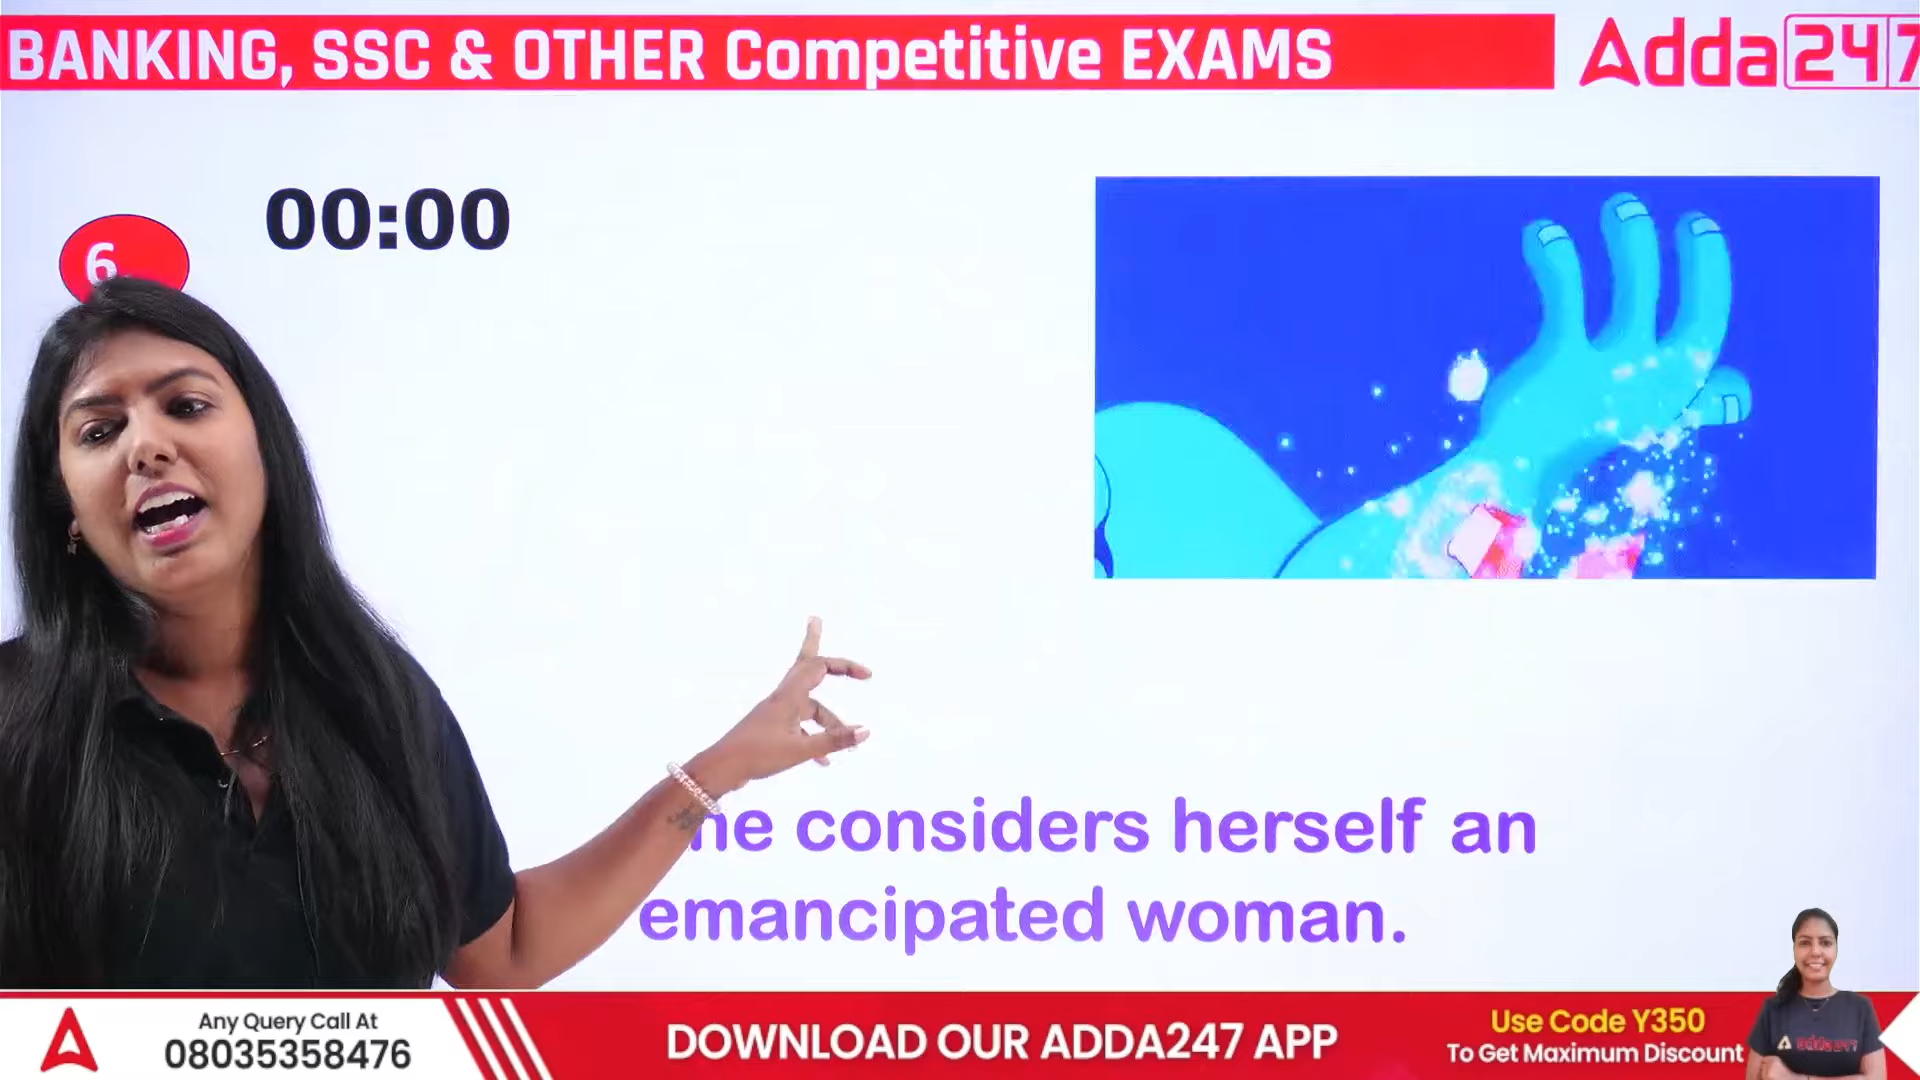 BANKING, SSC & OTHER Competitive EXAMS
Adda247
00:00
6
he considers herself an
emancipated woman.
Any Query Call At
08035358476
DOWNLOAD OUR ADDA247 APP
Use Code Y350
To Get Maximum Discount
adda247